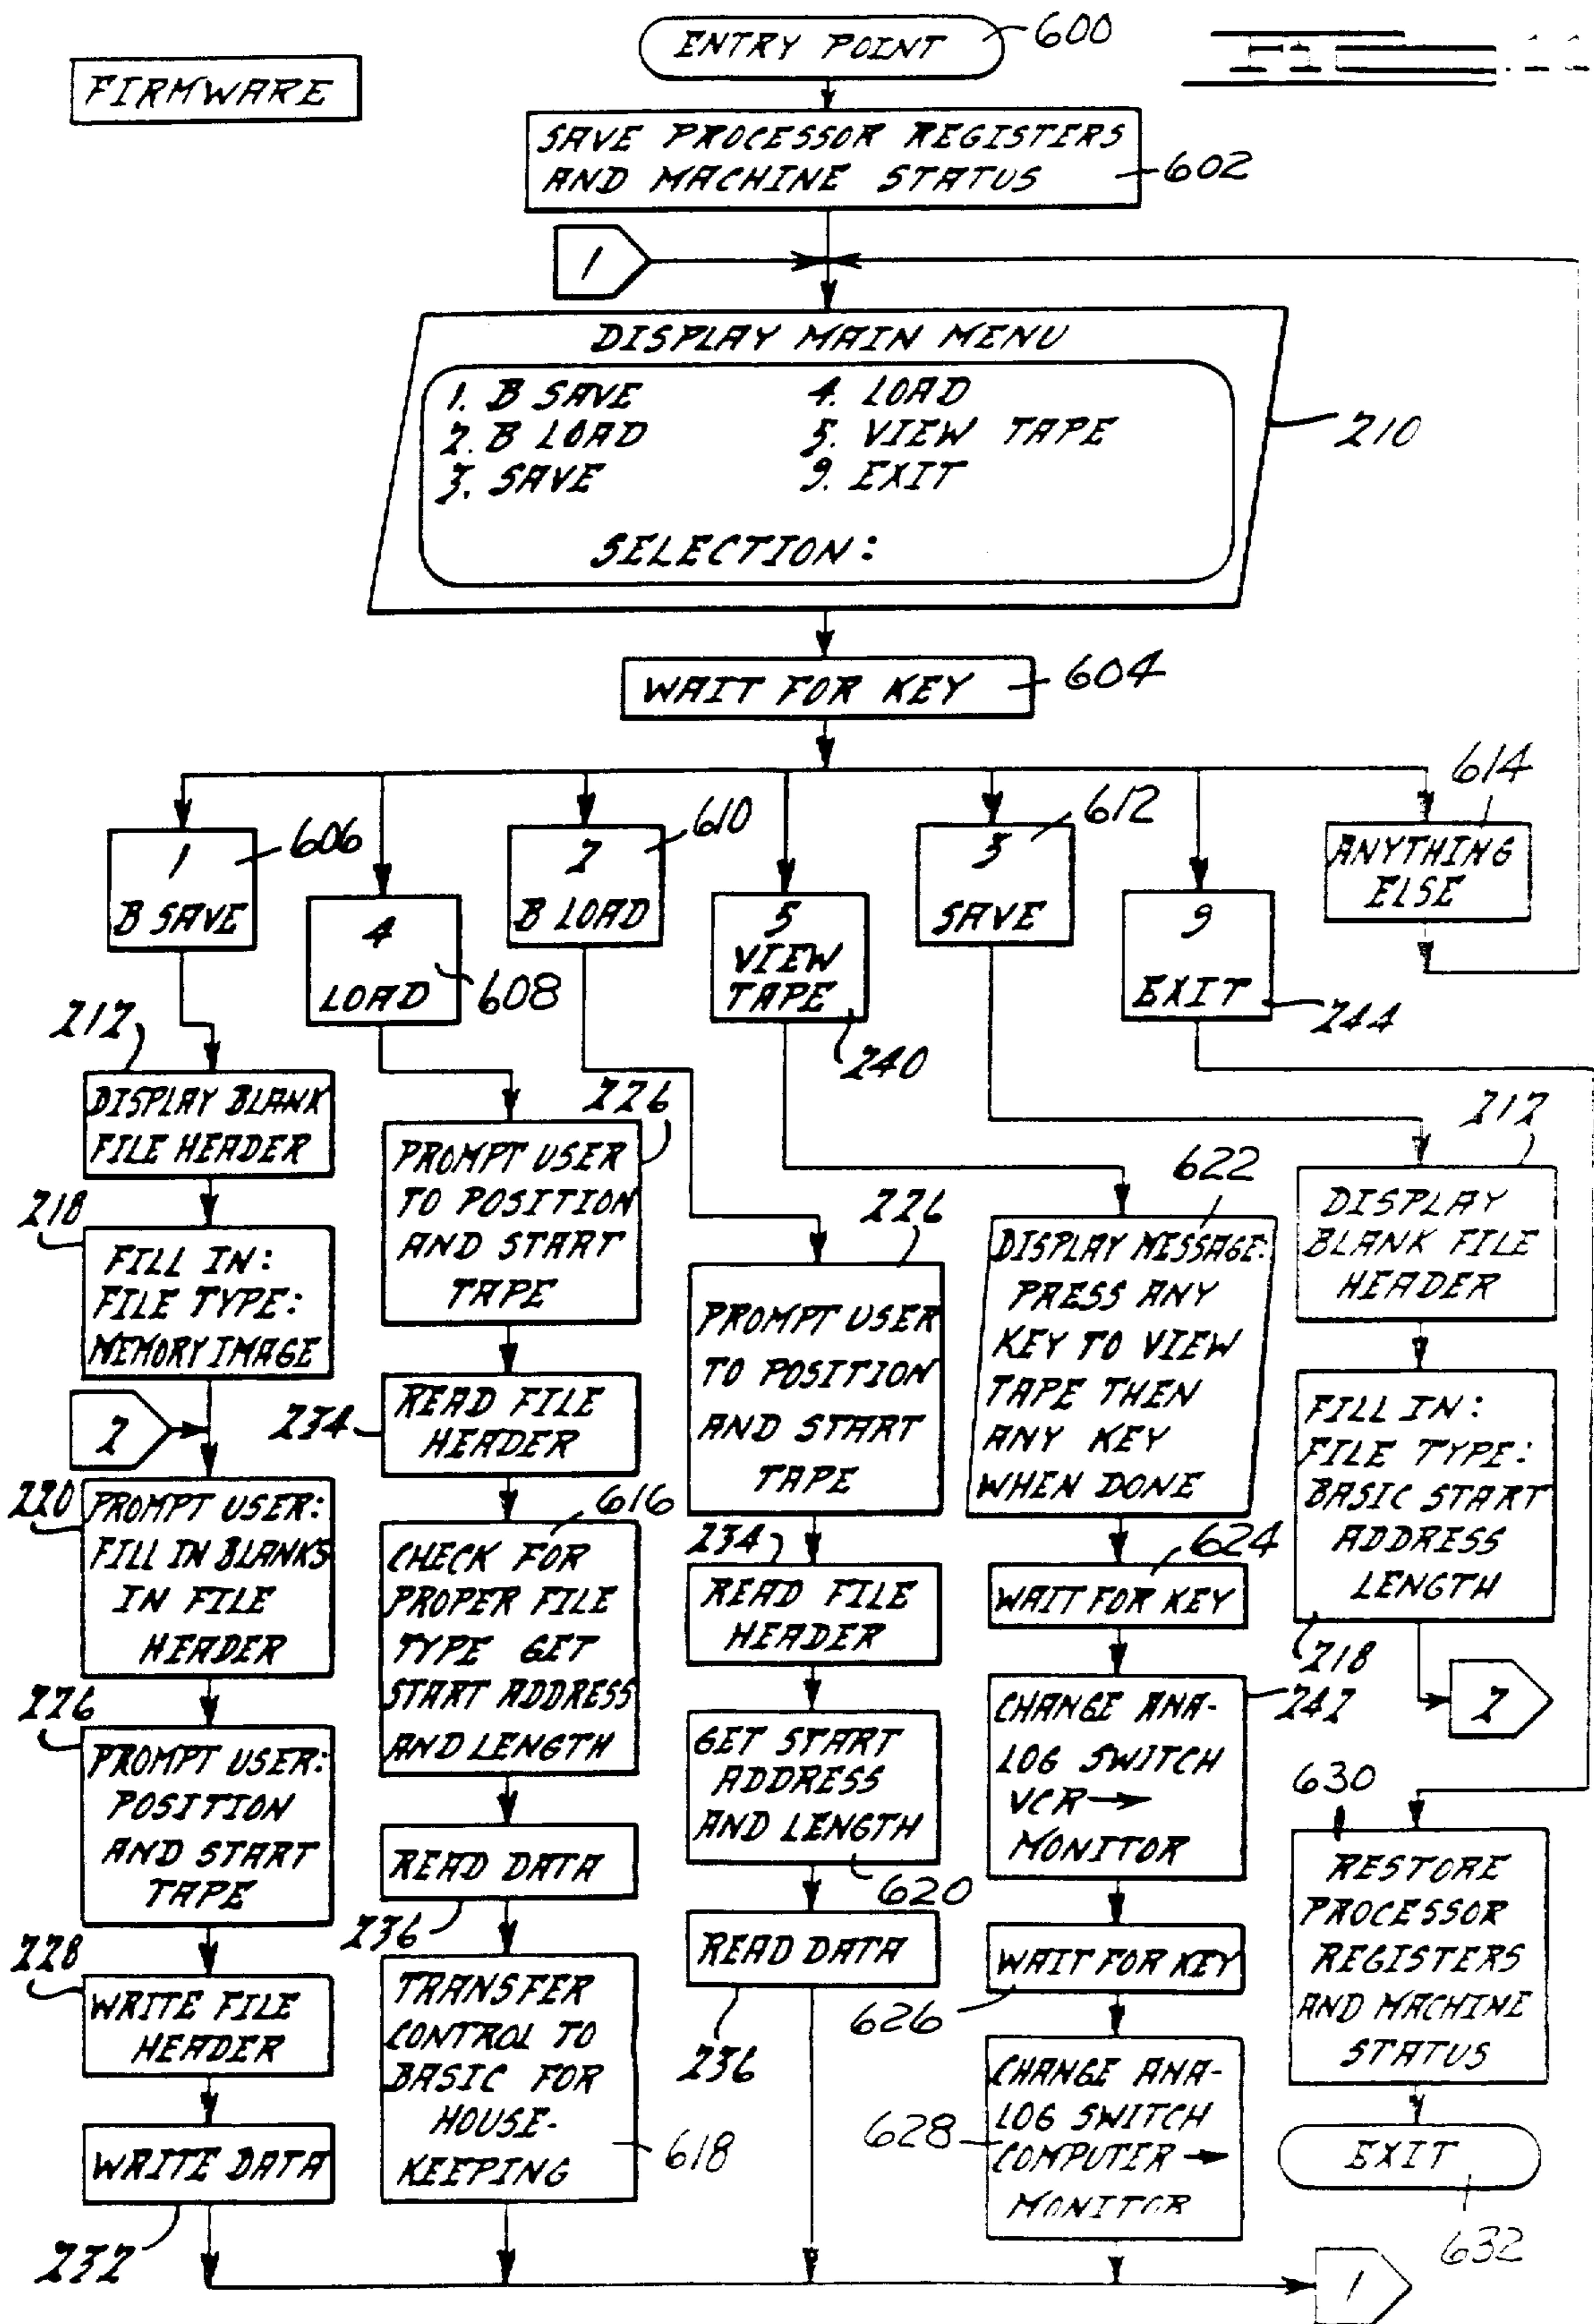 FIRMWARE
ENTRY POINT
600
SAVE PROCESSOR REGISTERS
AND MACHINE STATUS
602
1
DISPLAY MAIN MENU
1. B SAVE
4. LOAD
2. B LOAD
5. VIEW TAPE
3. SAVE
9. EXIT
SELECTION:
210
WAIT FOR KEY
604
1
B SAVE
606
4
LOAD
608
2
B LOAD
610
5
VIEW
TAPE
240
3
SAVE
612
9
EXIT
244
614
ANYTHING
ELSE
212
DISPLAY BLANK
FILE HEADER
218
FILL IN:
FILE TYPE:
MEMORY IMAGE
2
220
PROMPT USER:
FILL IN BLANKS
IN FILE
HEADER
226
PROMPT USER:
POSITION
AND START
TAPE
228
WRITE FILE
HEADER
WRITE DATA
232
226
PROMPT USER
TO POSITION
AND START
TAPE
234
READ FILE
HEADER
616
CHECK FOR
PROPER FILE
TYPE GET
START ADDRESS
AND LENGTH
READ DATA
236
TRANSFER
CONTROL TO
BASIC FOR
HOUSE-
KEEPING
618
226
PROMPT USER
TO POSITION
AND START
TAPE
234
READ FILE
HEADER
GET START
ADDRESS
AND LENGTH
620
READ DATA
236
622
DISPLAY MESSAGE:
PRESS ANY
KEY TO VIEW
TAPE THEN
ANY KEY
WHEN DONE
624
WAIT FOR KEY
CHANGE ANA-
LOG SWITCH
VCR→
MONITOR
242
WAIT FOR KEY
626
CHANGE ANA-
LOG SWITCH
COMPUTER→
MONITOR
628
212
DISPLAY
BLANK FILE
HEADER
FILL IN:
FILE TYPE:
BASIC START
ADDRESS
LENGTH
218
2
630
RESTORE
PROCESSOR
REGISTERS
AND MACHINE
STATUS
EXIT
632
1